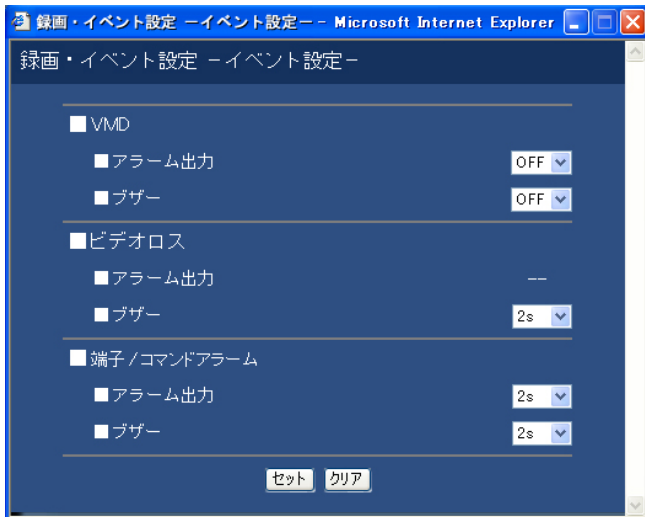 録画・イベント設定 －イベント設定－ - Microsoft Internet Explorer
録画・イベント設定 －イベント設定－
■VMD
■アラーム出力 OFF
■ブザー OFF
■ビデオロス
■アラーム出力 --
■ブザー 2s
■端子/コマンドアラーム
■アラーム出力 2s
■ブザー 2s
セット クリア